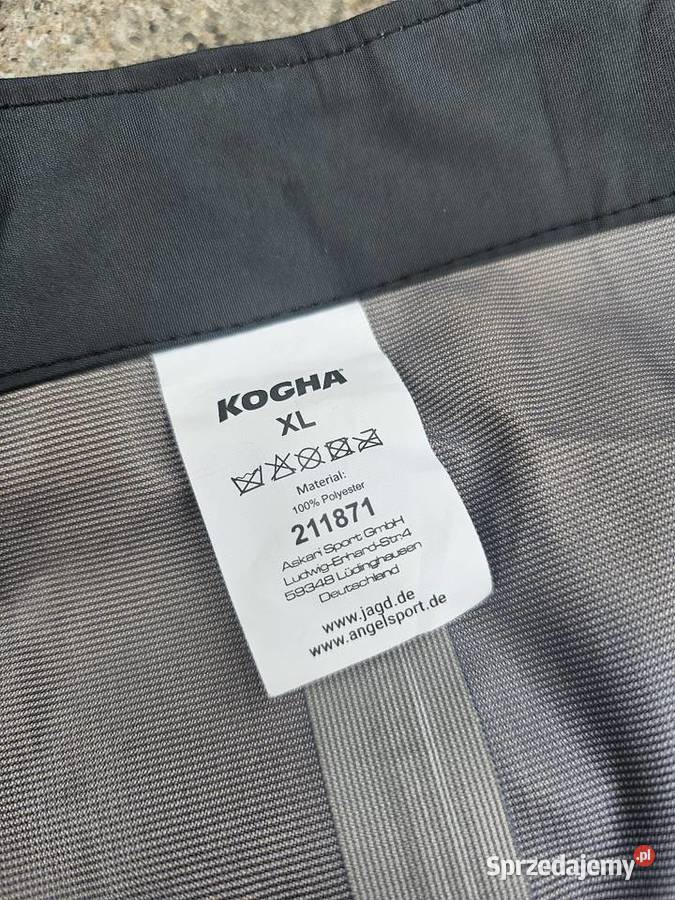 KOGHA
XL
Material:
100% Polyester
211871
Askari Sport GmbH
Ludwig-Erhard-Str.4
59348 Lüdinghausen
Deutschland
www.jagd.de
www.angelsport.de
Sprzedajemy.pl